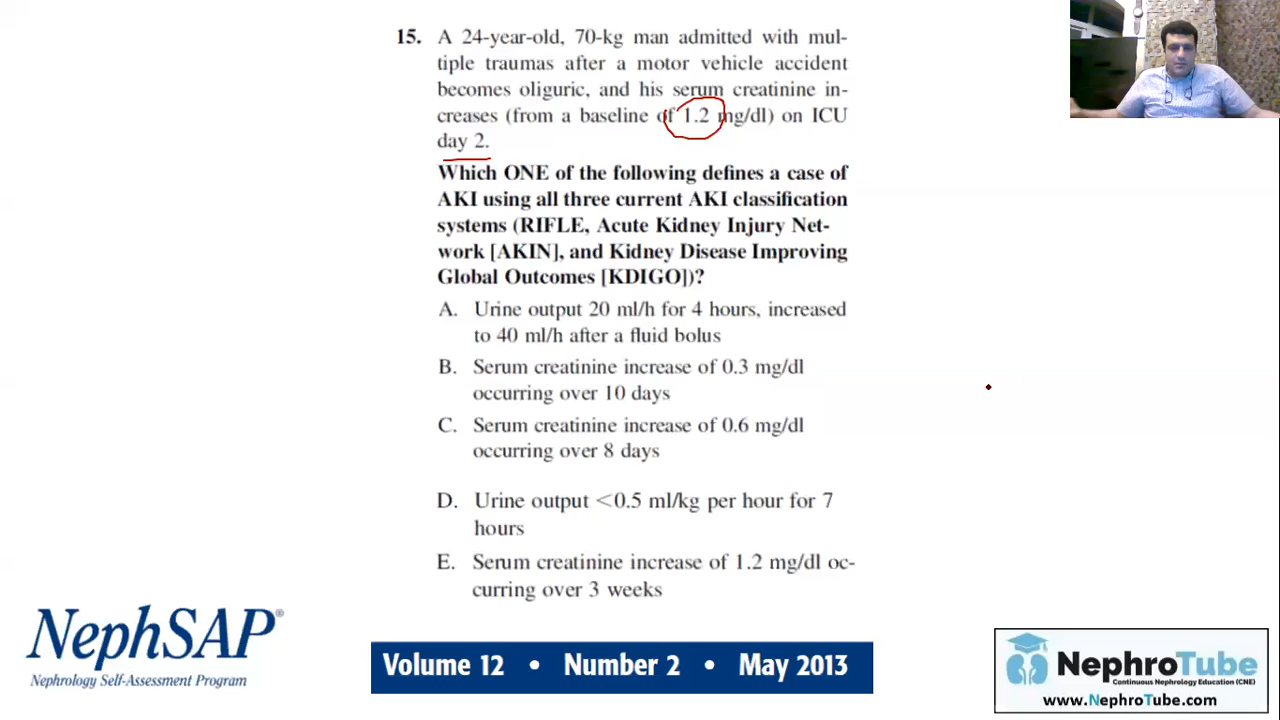 15. A 24-year-old, 70-kg man admitted with mul-
tiple traumas after a motor vehicle accident
becomes oliguric, and his serum creatinine in-
creases (from a baseline of 1.2 mg/dl) on ICU
day 2.
Which ONE of the following defines a case of
AKI using all three current AKI classification
systems (RIFLE, Acute Kidney Injury Net-
work [AKIN], and Kidney Disease Improving
Global Outcomes [KDIGO])?
A. Urine output 20 ml/h for 4 hours, increased
to 40 ml/h after a fluid bolus
B. Serum creatinine increase of 0.3 mg/dl
occurring over 10 days
C. Serum creatinine increase of 0.6 mg/dl
occurring over 8 days
D. Urine output <0.5 ml/kg per hour for 7
hours
E. Serum creatinine increase of 1.2 mg/dl oc-
curring over 3 weeks
NephSAP®
Nephrology Self-Assessment Program
Volume 12 • Number 2 • May 2013
NephroTube
Continuous Nephrology Education (CNE)
www.NephroTube.com